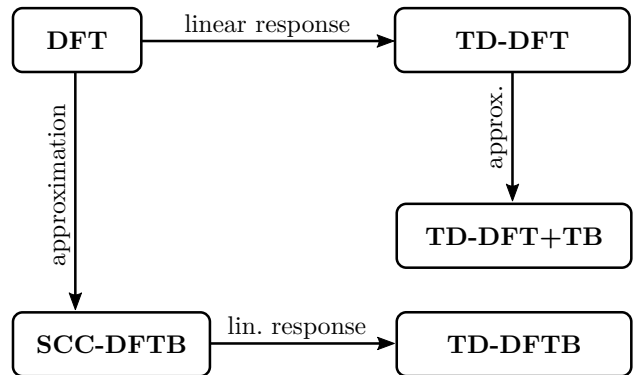 DFT
linear response
TD-DFT
approximation
approx.
TD-DFT+TB
SCC-DFTB
lin. response
TD-DFTB